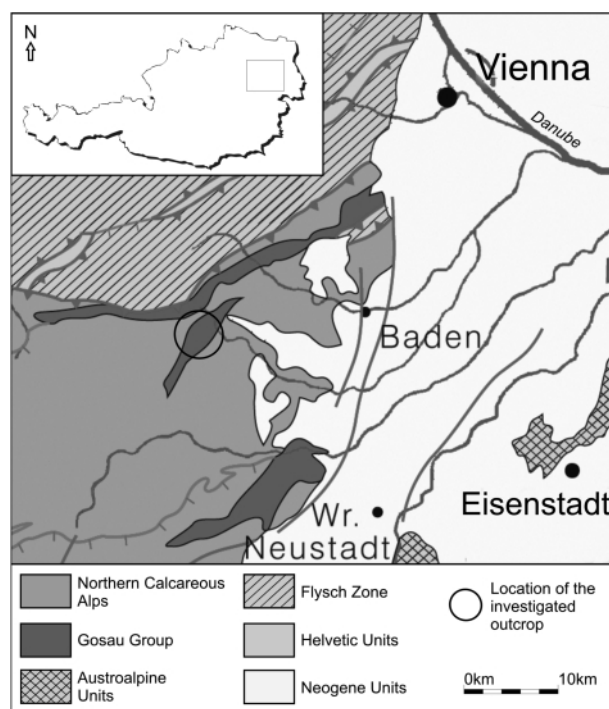 N
Vienna
Danube
Baden
Eisenstadt
Wr.
Neustadt
Northern Calcareous
Alps
Flysch Zone
Location of the
investigated
outcrop
Gosau Group
Helvetic Units
Austroalpine
Units
Neogene Units
0km
10km